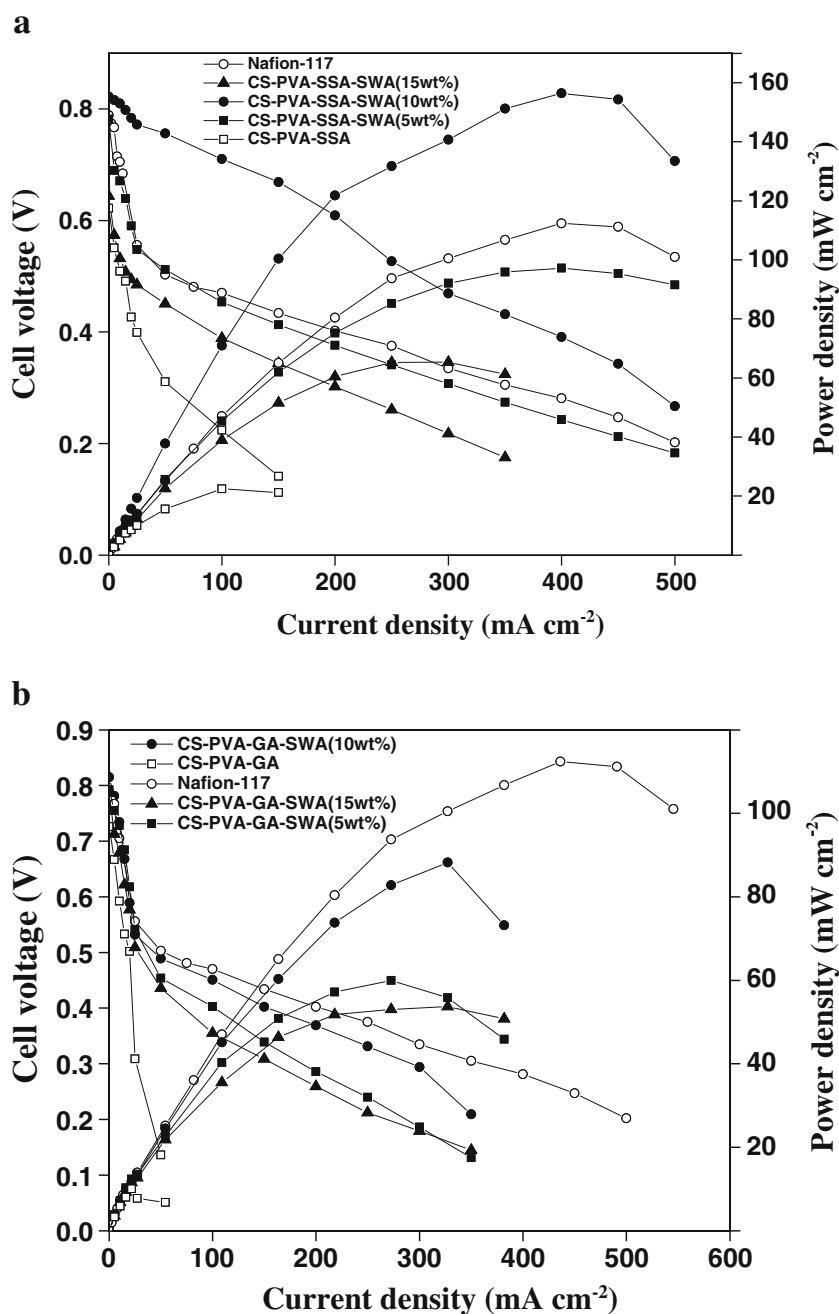 a
Nafion-117
CS-PVA-SSA-SWA(15wt%)
CS-PVA-SSA-SWA(10wt%)
CS-PVA-SSA-SWA(5wt%)
CS-PVA-SSA
Cell voltage (V)
0.8
0.6
0.4
0.2
0.0
Power density (mW cm⁻²)
160
140
120
100
80
60
40
20
0 100 200 300 400 500
Current density (mA cm⁻²)
b
CS-PVA-GA-SWA(10wt%)
CS-PVA-GA
Nafion-117
CS-PVA-GA-SWA(15wt%)
CS-PVA-GA-SWA(5wt%)
Cell voltage (V)
0.9
0.8
0.7
0.6
0.5
0.4
0.3
0.2
0.1
0.0
Power density (mW cm⁻²)
100
80
60
40
20
0 100 200 300 400 500 600
Current density (mA cm⁻²)